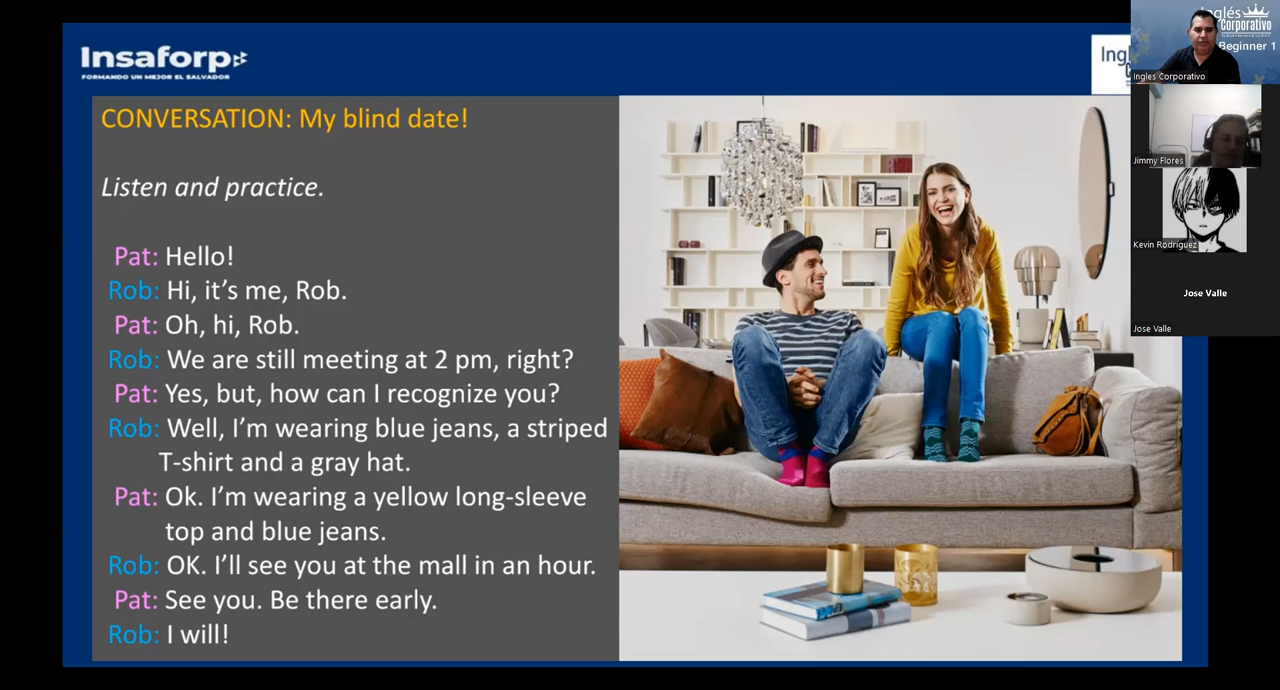 Insaforp
FORMANDO UN MEJOR EL SALVADOR
CONVERSATION: My blind date!
Listen and practice.
Pat: Hello!
Rob: Hi, it's me, Rob.
Pat: Oh, hi, Rob.
Rob: We are still meeting at 2 pm, right?
Pat: Yes, but, how can I recognize you?
Rob: Well, I'm wearing blue jeans, a striped
T-shirt and a gray hat.
Pat: Ok. I'm wearing a yellow long-sleeve
top and blue jeans.
Rob: OK. I'll see you at the mall in an hour.
Pat: See you. Be there early.
Rob: I will!
Inglés
Corporativo
Beginner 1
Ingles Corporativo
Jimmy Flores
Kevin Rodríguez
Jose Valle
Jose Valle